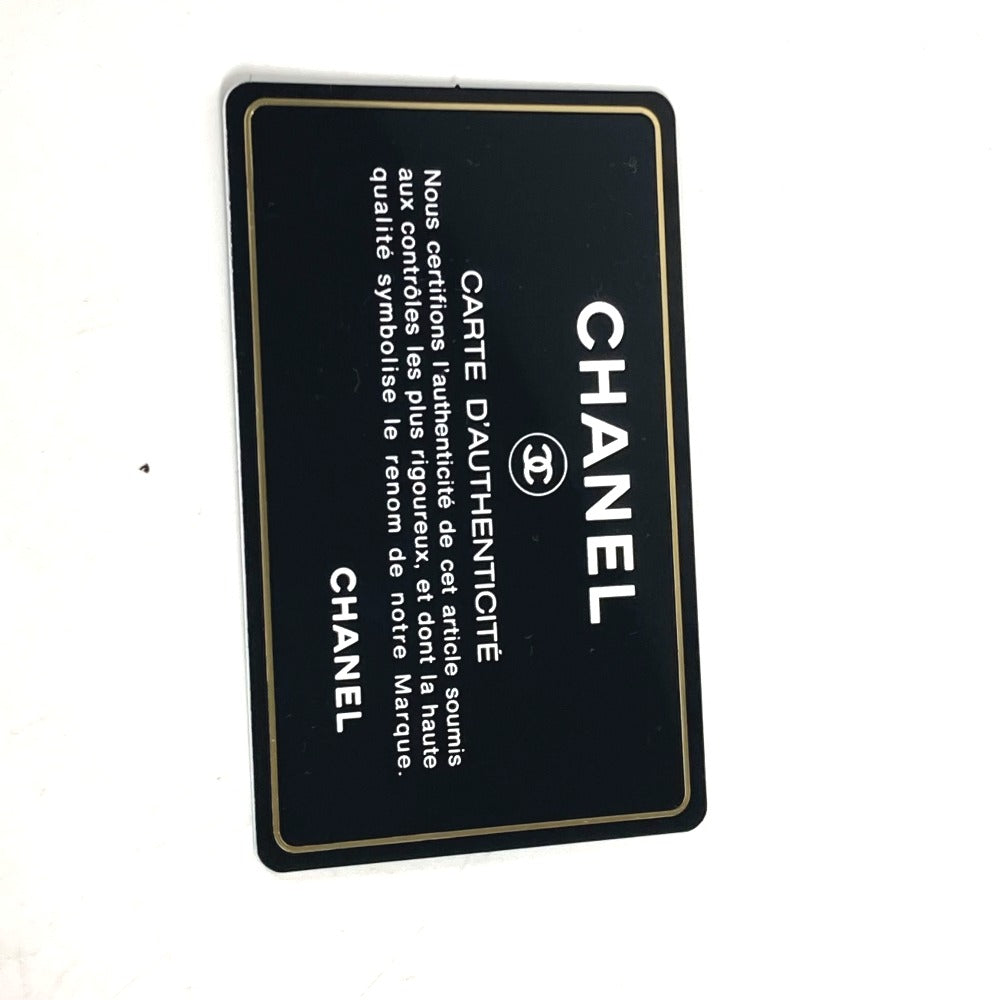 CHANEL
CARTE D'AUTHENTICITÉ
Nous certifions l'authenticité de cet article soumis
aux contrôles les plus rigoureux, et dont la haute
qualité symbolise le renom de notre Marque.
CHANEL